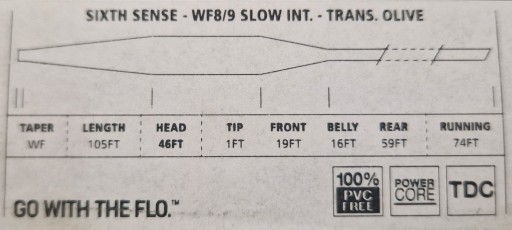 SIXTH SENSE - WF8/9 SLOW INT. - TRANS. OLIVE
TAPER LENGTH HEAD TIP FRONT BELLY REAR RUNNING
WF 105FT 46FT 1FT 19FT 16FT 59FT 74FT
100% PVC FREE
POWER CORE
TDC
GO WITH THE FLO.™